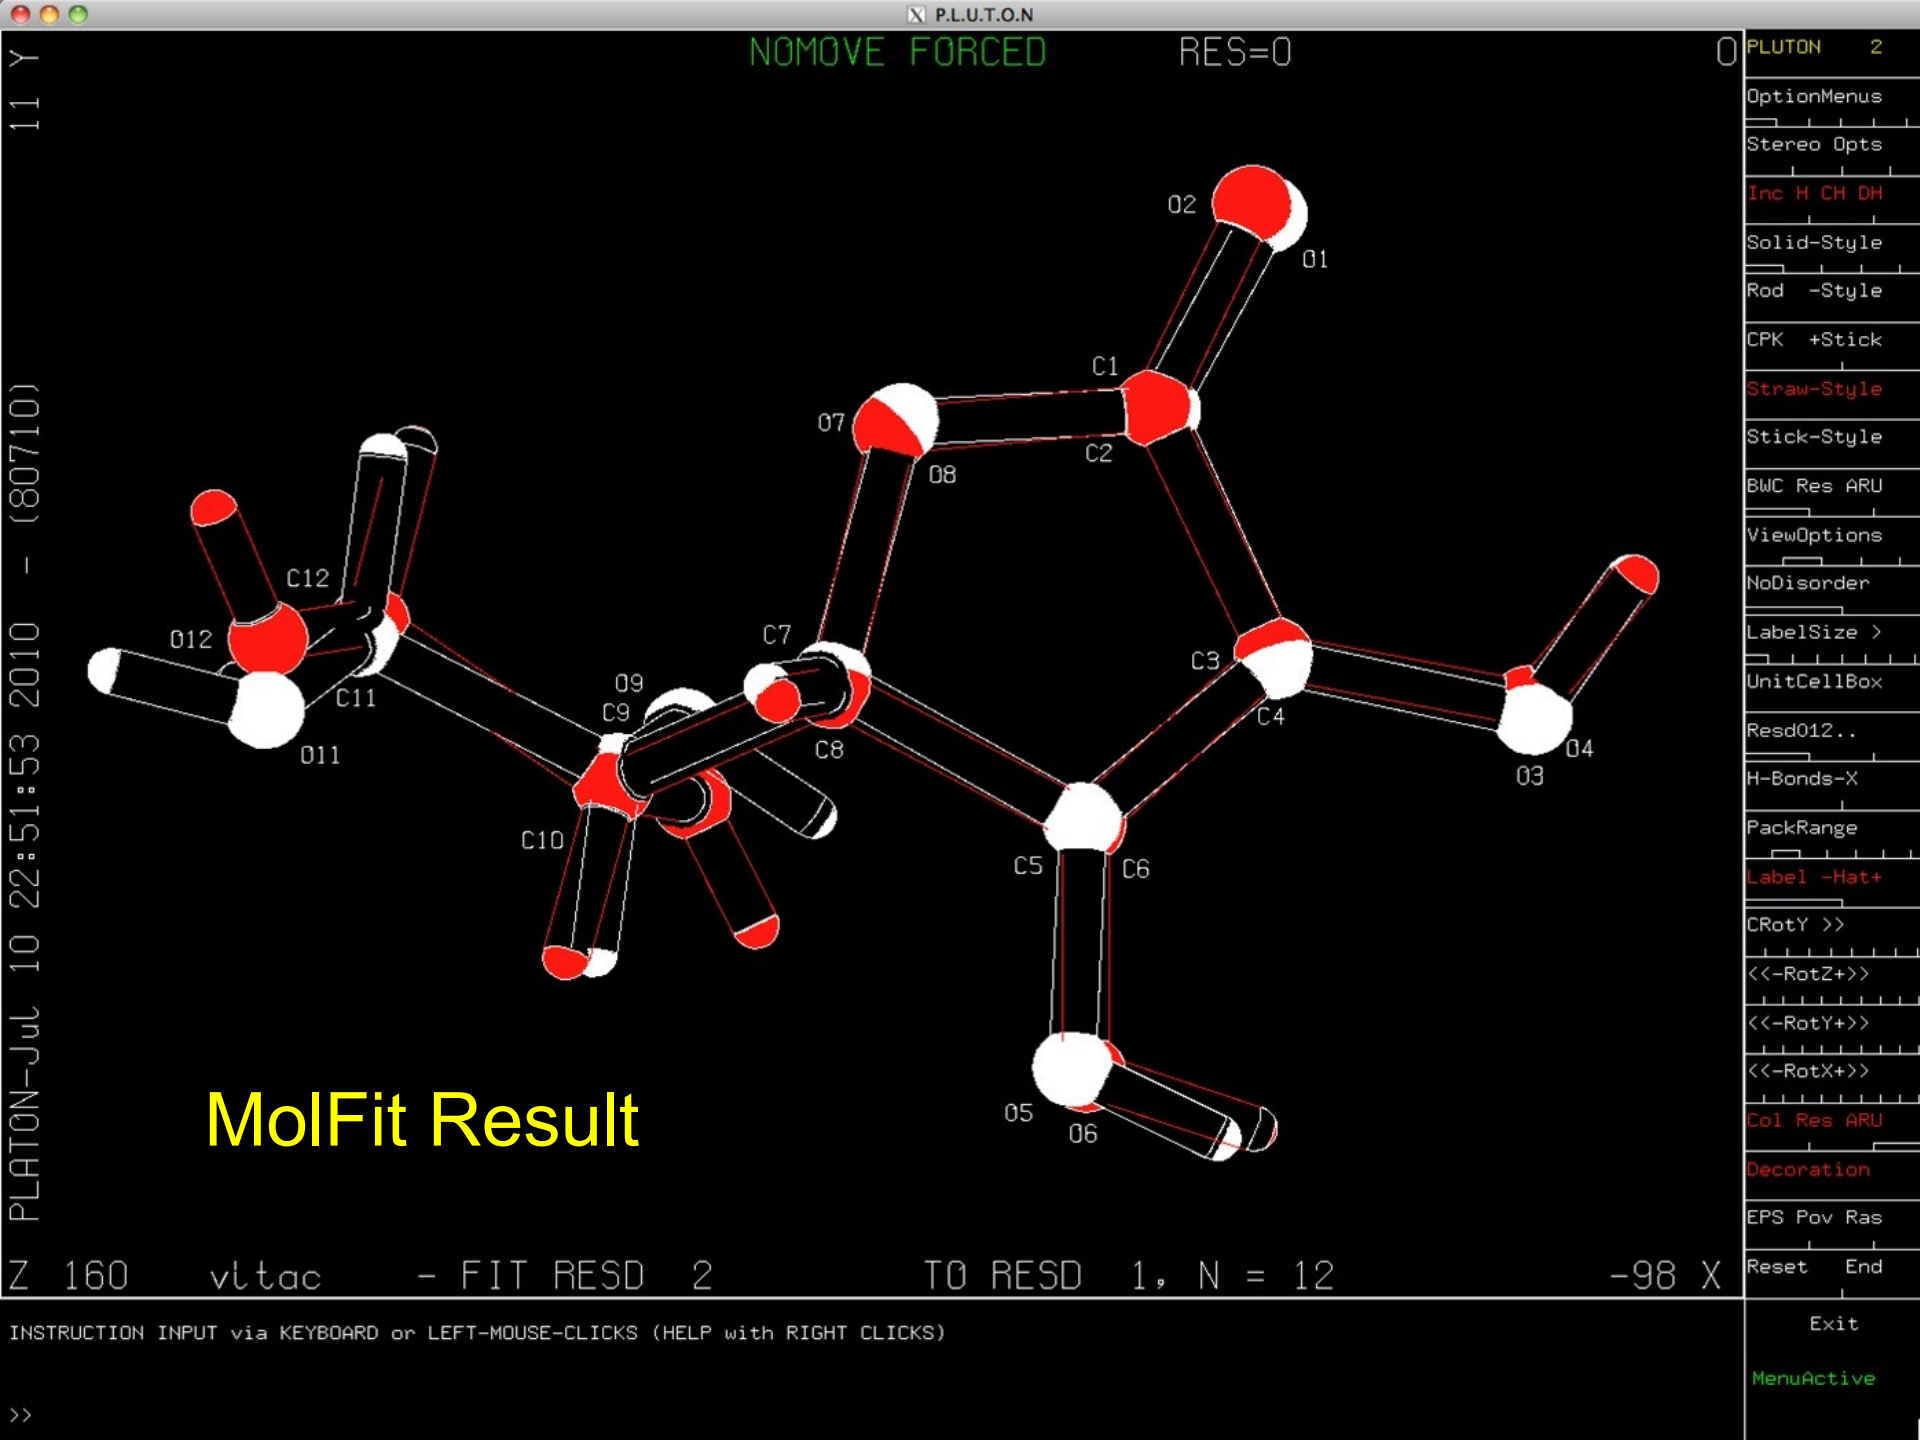 P.L.U.T.O.N
NOMOVE FORCED
RES=0
0
11 Y
PLATON-Jul 10 22:51:53 2010 - (80710)
O2
O1
C1
C2
O7
O8
C12
O12
C11
O11
C7
O9
C9
C8
C10
C3
C4
O4
O3
C5
C6
O5
O6
MolFit Result
Z 160 vltac - FIT RESD 2 TO RESD 1, N = 12 -98 X
PLUTON 2
OptionMenus
Stereo Opts
Inc H CH DH
Solid-Style
Rod -Style
CPK +Stick
Straw-Style
Stick-Style
BWC Res ARU
ViewOptions
NoDisorder
LabelSize >
UnitCellBox
Resd012..
H-Bonds-X
PackRange
Label -Hat+
CRotY >>
<<-RotZ+>>
<<-RotY+>>
<<-RotX+>>
Col Res ARU
Decoration
EPS Pov Ras
Reset End
Exit
MenuActive
INSTRUCTION INPUT via KEYBOARD or LEFT-MOUSE-CLICKS (HELP with RIGHT CLICKS)
>>